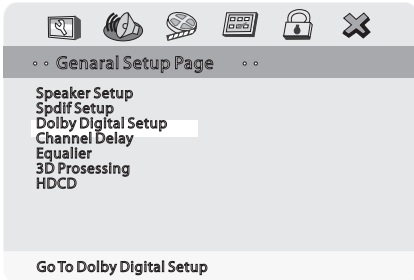 Genaral Setup Page
Speaker Setup
Spdif Setup
Dolby Digital Setup
Channel Delay
Equalier
3D Prosessing
HDCD
Go To Dolby Digital Setup